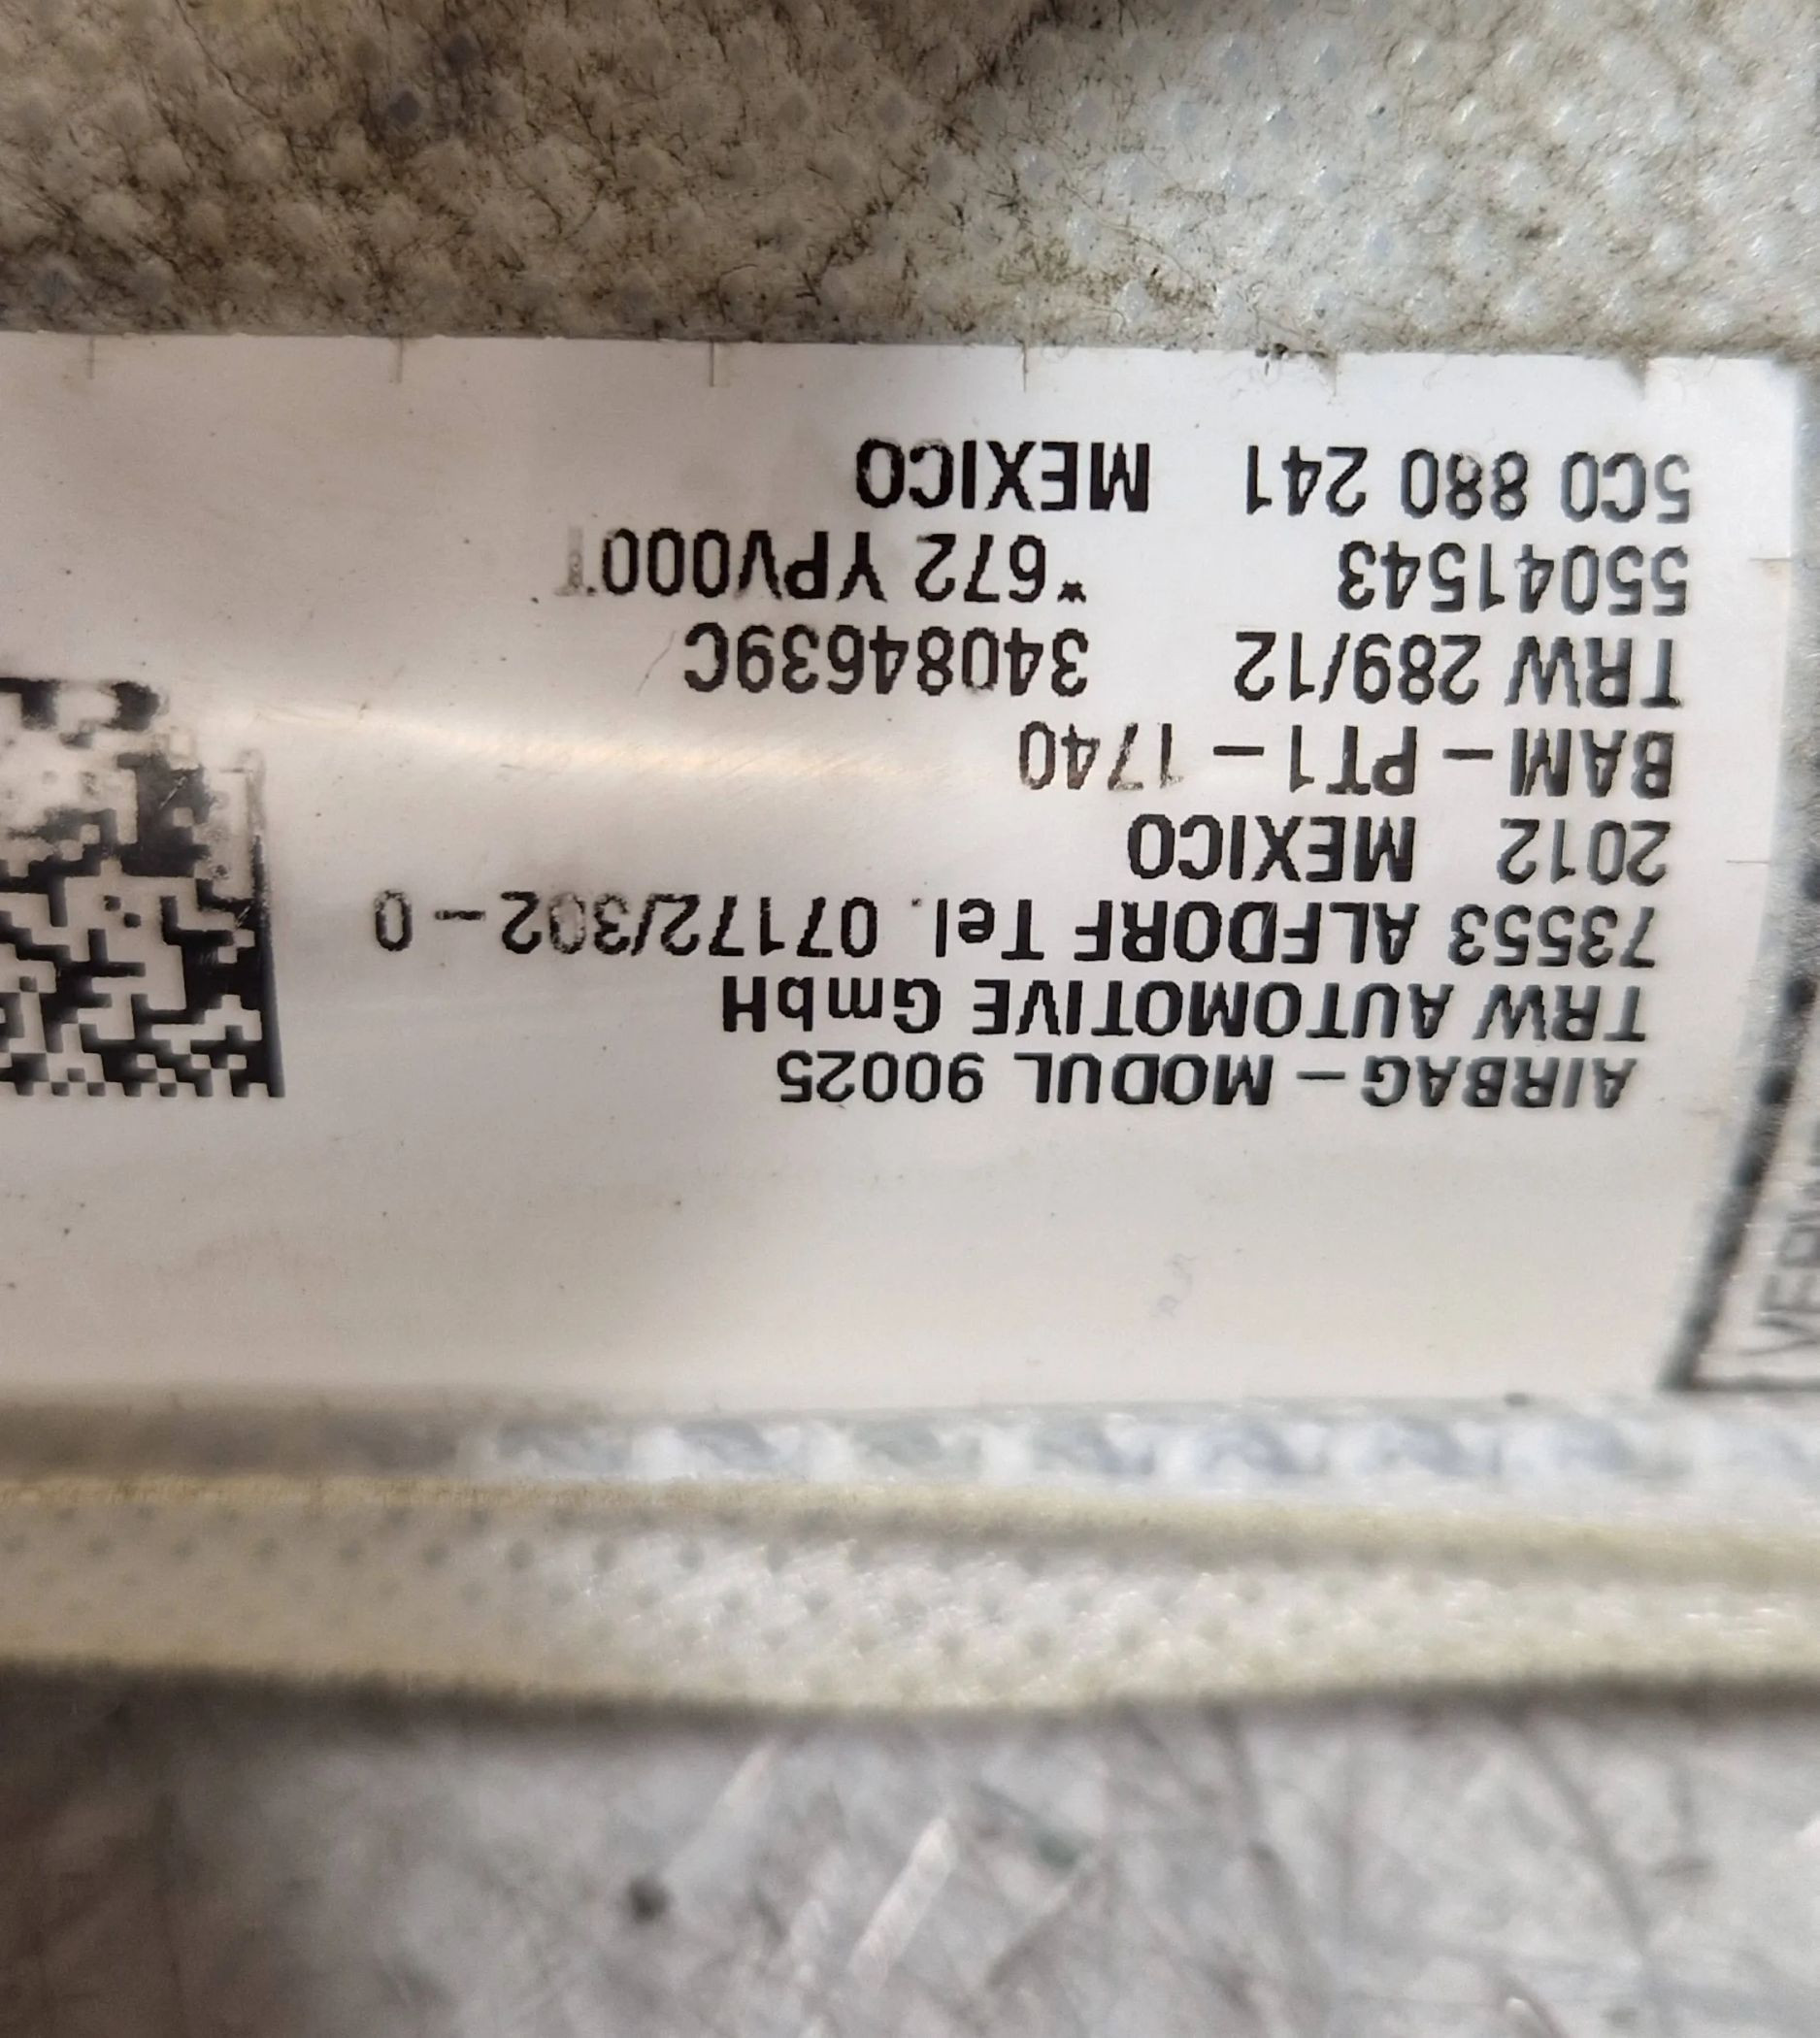 AIRBAG – MODUL 90025
TRW AUTOMOTIVE GmbH
73553 ALFDORF Tel. 07172/302 – 0
2012 MEXICO
BAM – PT1 – 1740
TRW 289/12 34084639C
55041543 *672 YPV000T
5C0 880 241 MEXICO